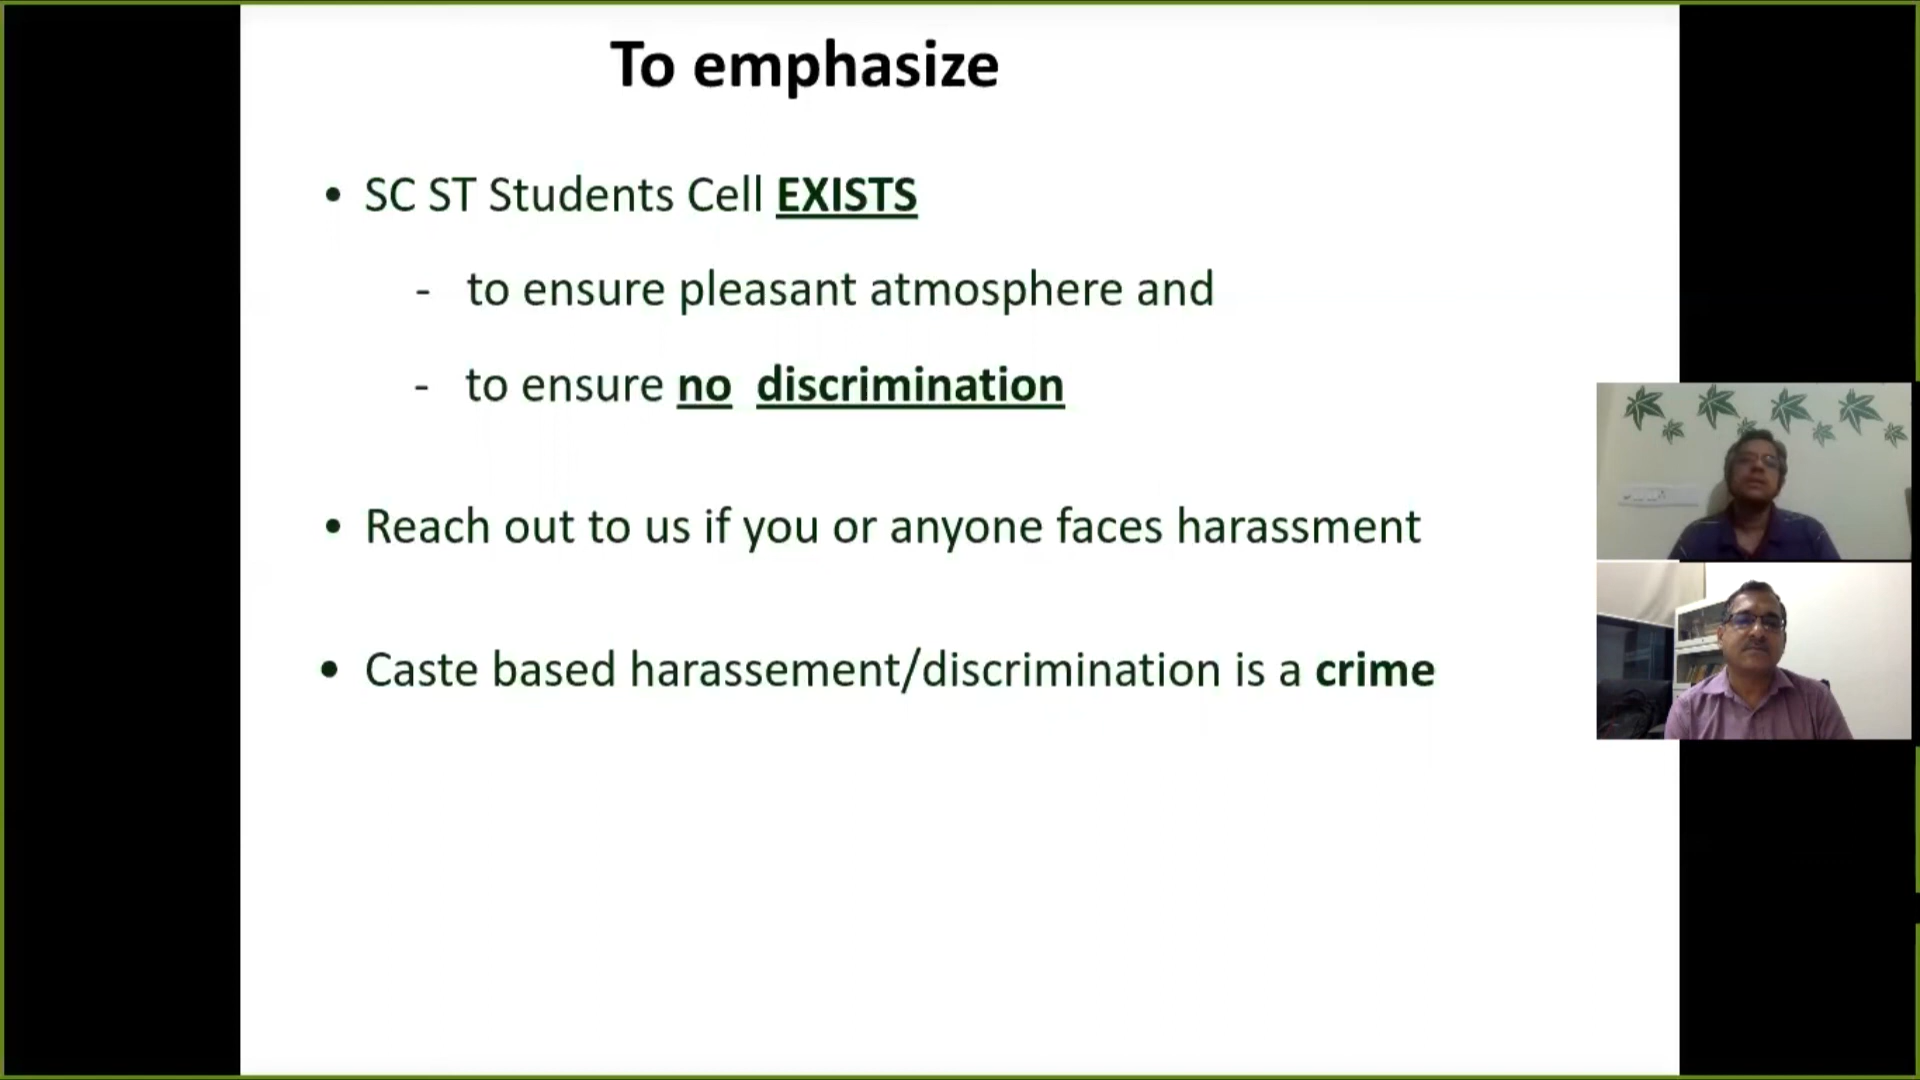 To emphasize
• SC ST Students Cell EXISTS
- to ensure pleasant atmosphere and
- to ensure no discrimination
• Reach out to us if you or anyone faces harassment
• Caste based harassement/discrimination is a crime